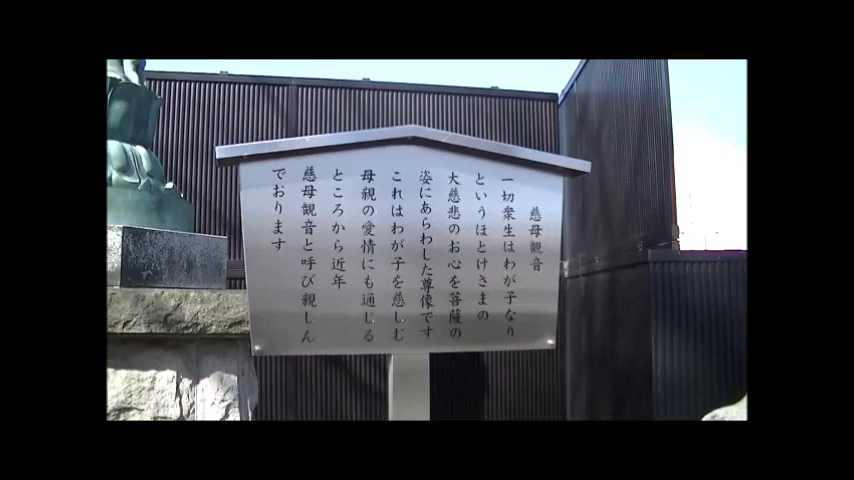 慈母観音
一切衆生はわが子なり
というほとけさまの
大慈悲のお心を菩薩の
姿にあらわした尊像です
これはわが子を慈しむ
母親の愛情にも通じる
ところから近年
慈母観音と呼び親しん
でおります